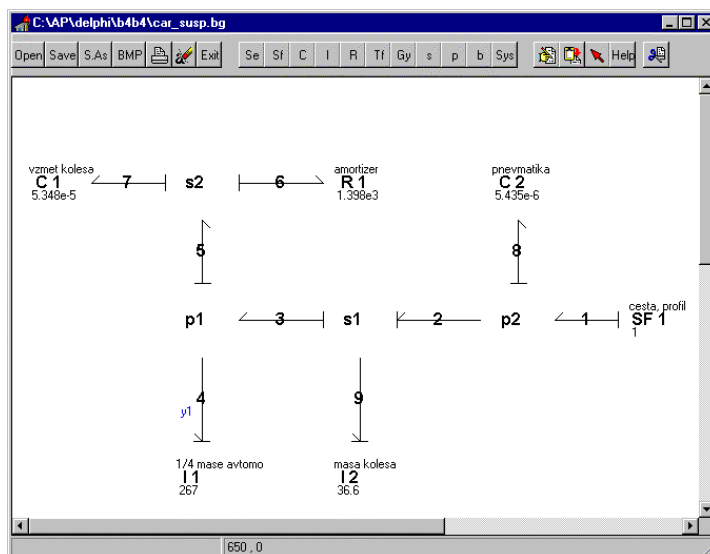 C:\AP\delphi\b4b4\car_susp.bg
Open Save S.As BMP Exit Se Sf C I R Tf Gy s p b Sys Help
vzmet kolesa amortizer pnevmatika
C 1 7 s2 6 R 1 C 2
5.348e-5 1.398e3 5.435e-6
5 8
cesta, profil
p1 3 s1 2 p2 1 SF 1
1
4 9
y1
1/4 mase avtomo masa kolesa
I 1 I 2
267 36.6
650 , 0